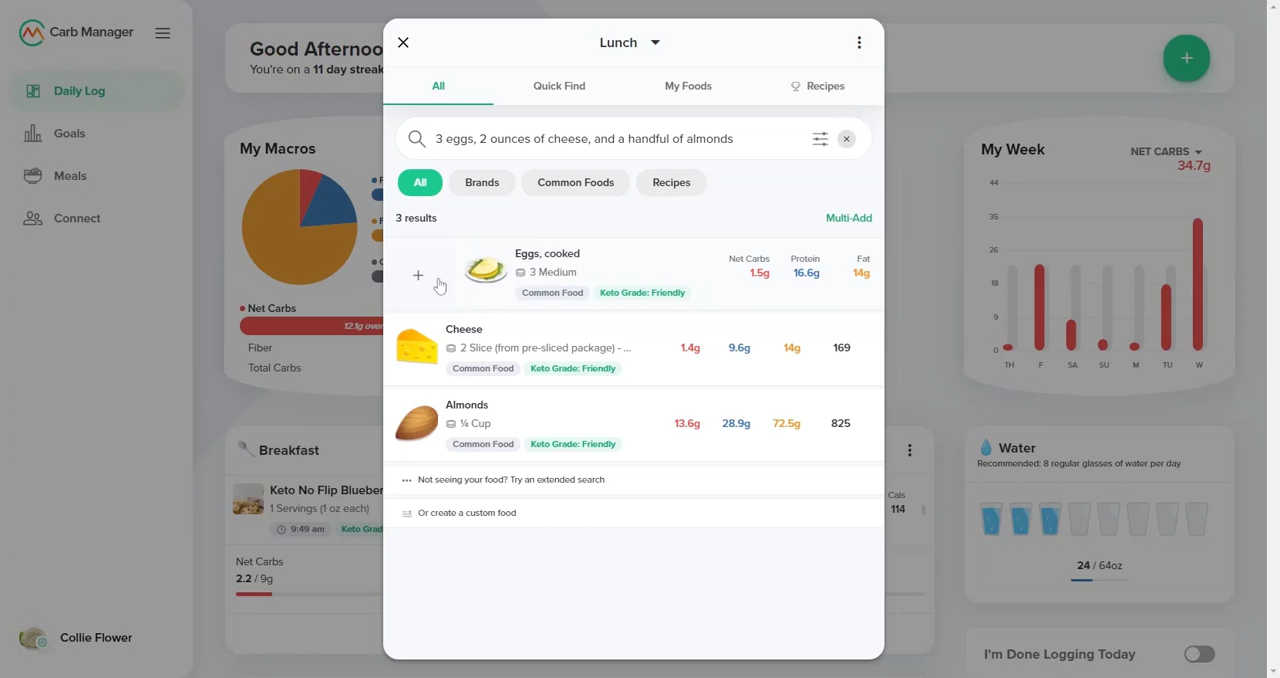 Carb Manager
Daily Log
Goals
Meals
Connect
Collie Flower
Good Afternoo
You're on a 11 day streak
My Macros
Net Carbs
12.1g over
Fiber
Total Carbs
Breakfast
Keto No Flip Blueber
1 Servings (1 oz each)
9:49 am
Keto Grad
Net Carbs
2.2 / 9g
Lunch
All
Quick Find
My Foods
Recipes
3 eggs, 2 ounces of cheese, and a handful of almonds
All
Brands
Common Foods
Recipes
3 results
Multi-Add
Eggs, cooked
3 Medium
Common Food
Keto Grade: Friendly
Net Carbs
1.5g
Protein
16.6g
Fat
14g
Cheese
2 Slice (from pre-sliced package) - ...
Common Food
Keto Grade: Friendly
1.4g
9.6g
14g
169
Almonds
¼ Cup
Common Food
Keto Grade: Friendly
13.6g
28.9g
72.5g
825
Not seeing your food? Try an extended search
Or create a custom food
Cals
114
My Week
NET CARBS
34.7g
44
35
26
18
9
0
TH
F
SA
SU
M
TU
W
Water
Recommended: 8 regular glasses of water per day
24 / 64oz
I'm Done Logging Today